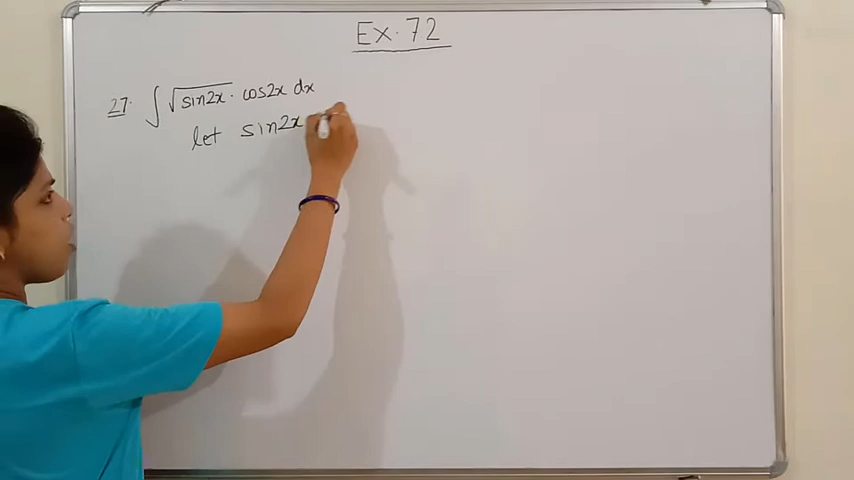 Ex. 72
27. ∫ √sin2x · cos2x dx
let sin2x